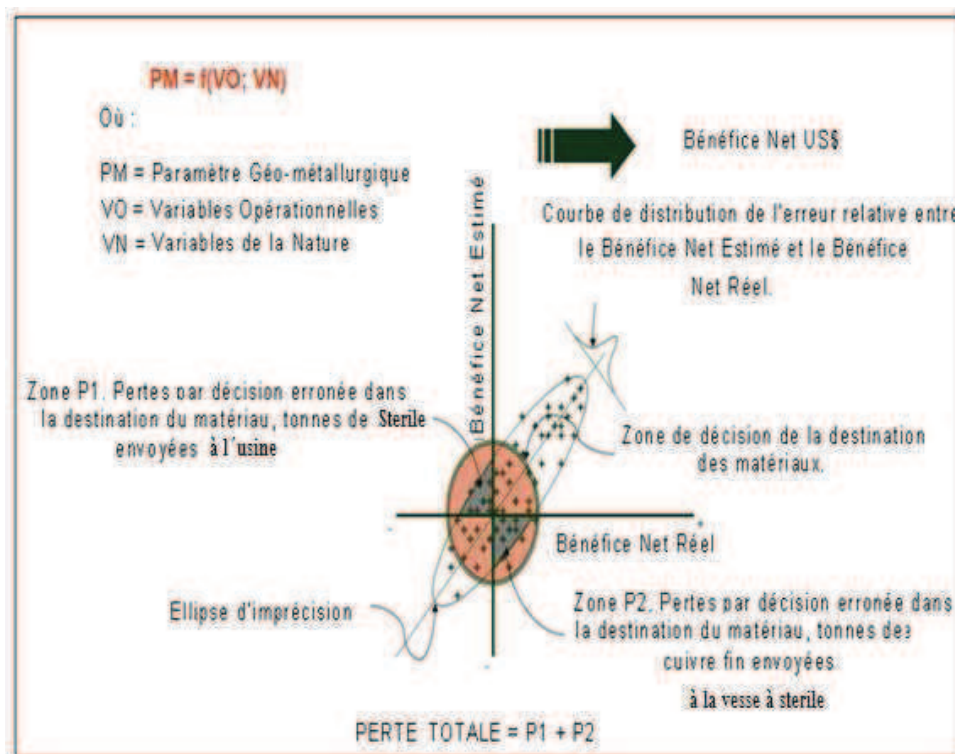 PM = f(VO; VN)
Où :
PM = Paramètre Géo-métallurgique
VO = Variables Opérationnelles
VN = Variables de la Nature
Bénéfice Net US$
Courbe de distribution de l'erreur relative entre
le Bénéfice Net Estimé et le Bénéfice
Net Réel.
Bénéfice Net Estimé
Zone P1. Pertes par décision erronée dans
la destination du matériau, tonnes de Sterile
envoyées à l'usine
Zone de décision de la destination
des matériaux.
Bénéfice Net Réel
Ellipse d'imprécision
Zone P2. Pertes par décision erronée dans
la destination du matériau, tonnes de
cuivre fin envoyées
à la vesse à sterile
PERTE TOTALE = P1 + P2